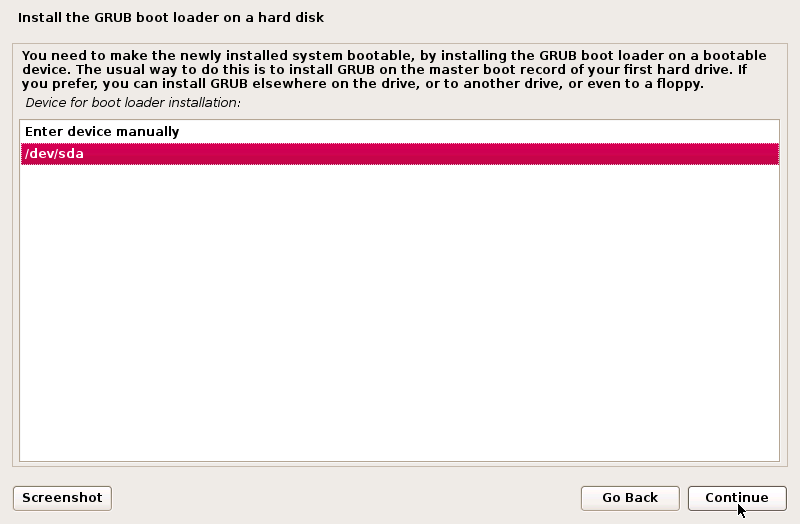 Install the GRUB boot loader on a hard disk
You need to make the newly installed system bootable, by installing the GRUB boot loader on a bootable
device. The usual way to do this is to install GRUB on the master boot record of your first hard drive. If
you prefer, you can install GRUB elsewhere on the drive, or to another drive, or even to a floppy.
Device for boot loader installation:
Enter device manually
/dev/sda
Screenshot
Go Back
Continue